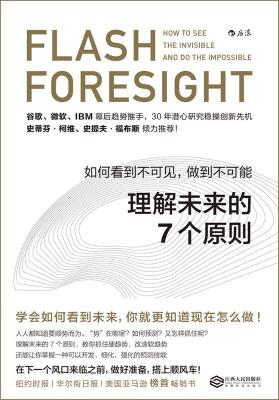 FLASH
FORESIGHT
HOW TO SEE
THE INVISIBLE
AND DO THE IMPOSSIBLE
后浪
谷歌、微软、IBM 幕后趋势推手,30 年潜心研究稳操创新先机
史蒂芬·柯维、史提夫·福布斯 倾力推荐!
如何看到不可见,做到不可能
理解未来的
7 个原则
学会如何看到未来,你就更知道现在怎么做!
人人都知道要顺势而为。“势”在哪里?如何预测?又怎样抓住呢?
理解未来的 7 个原则,教你抓住硬趋势,改造软趋势
还能让你掌握一种可以开发、细化、强化的预测技能
在下一个风口来临之前,做好准备,搭上顺风车!
纽约时报|华尔街日报|美国亚马逊 榜首 畅销书
江西人民出版社